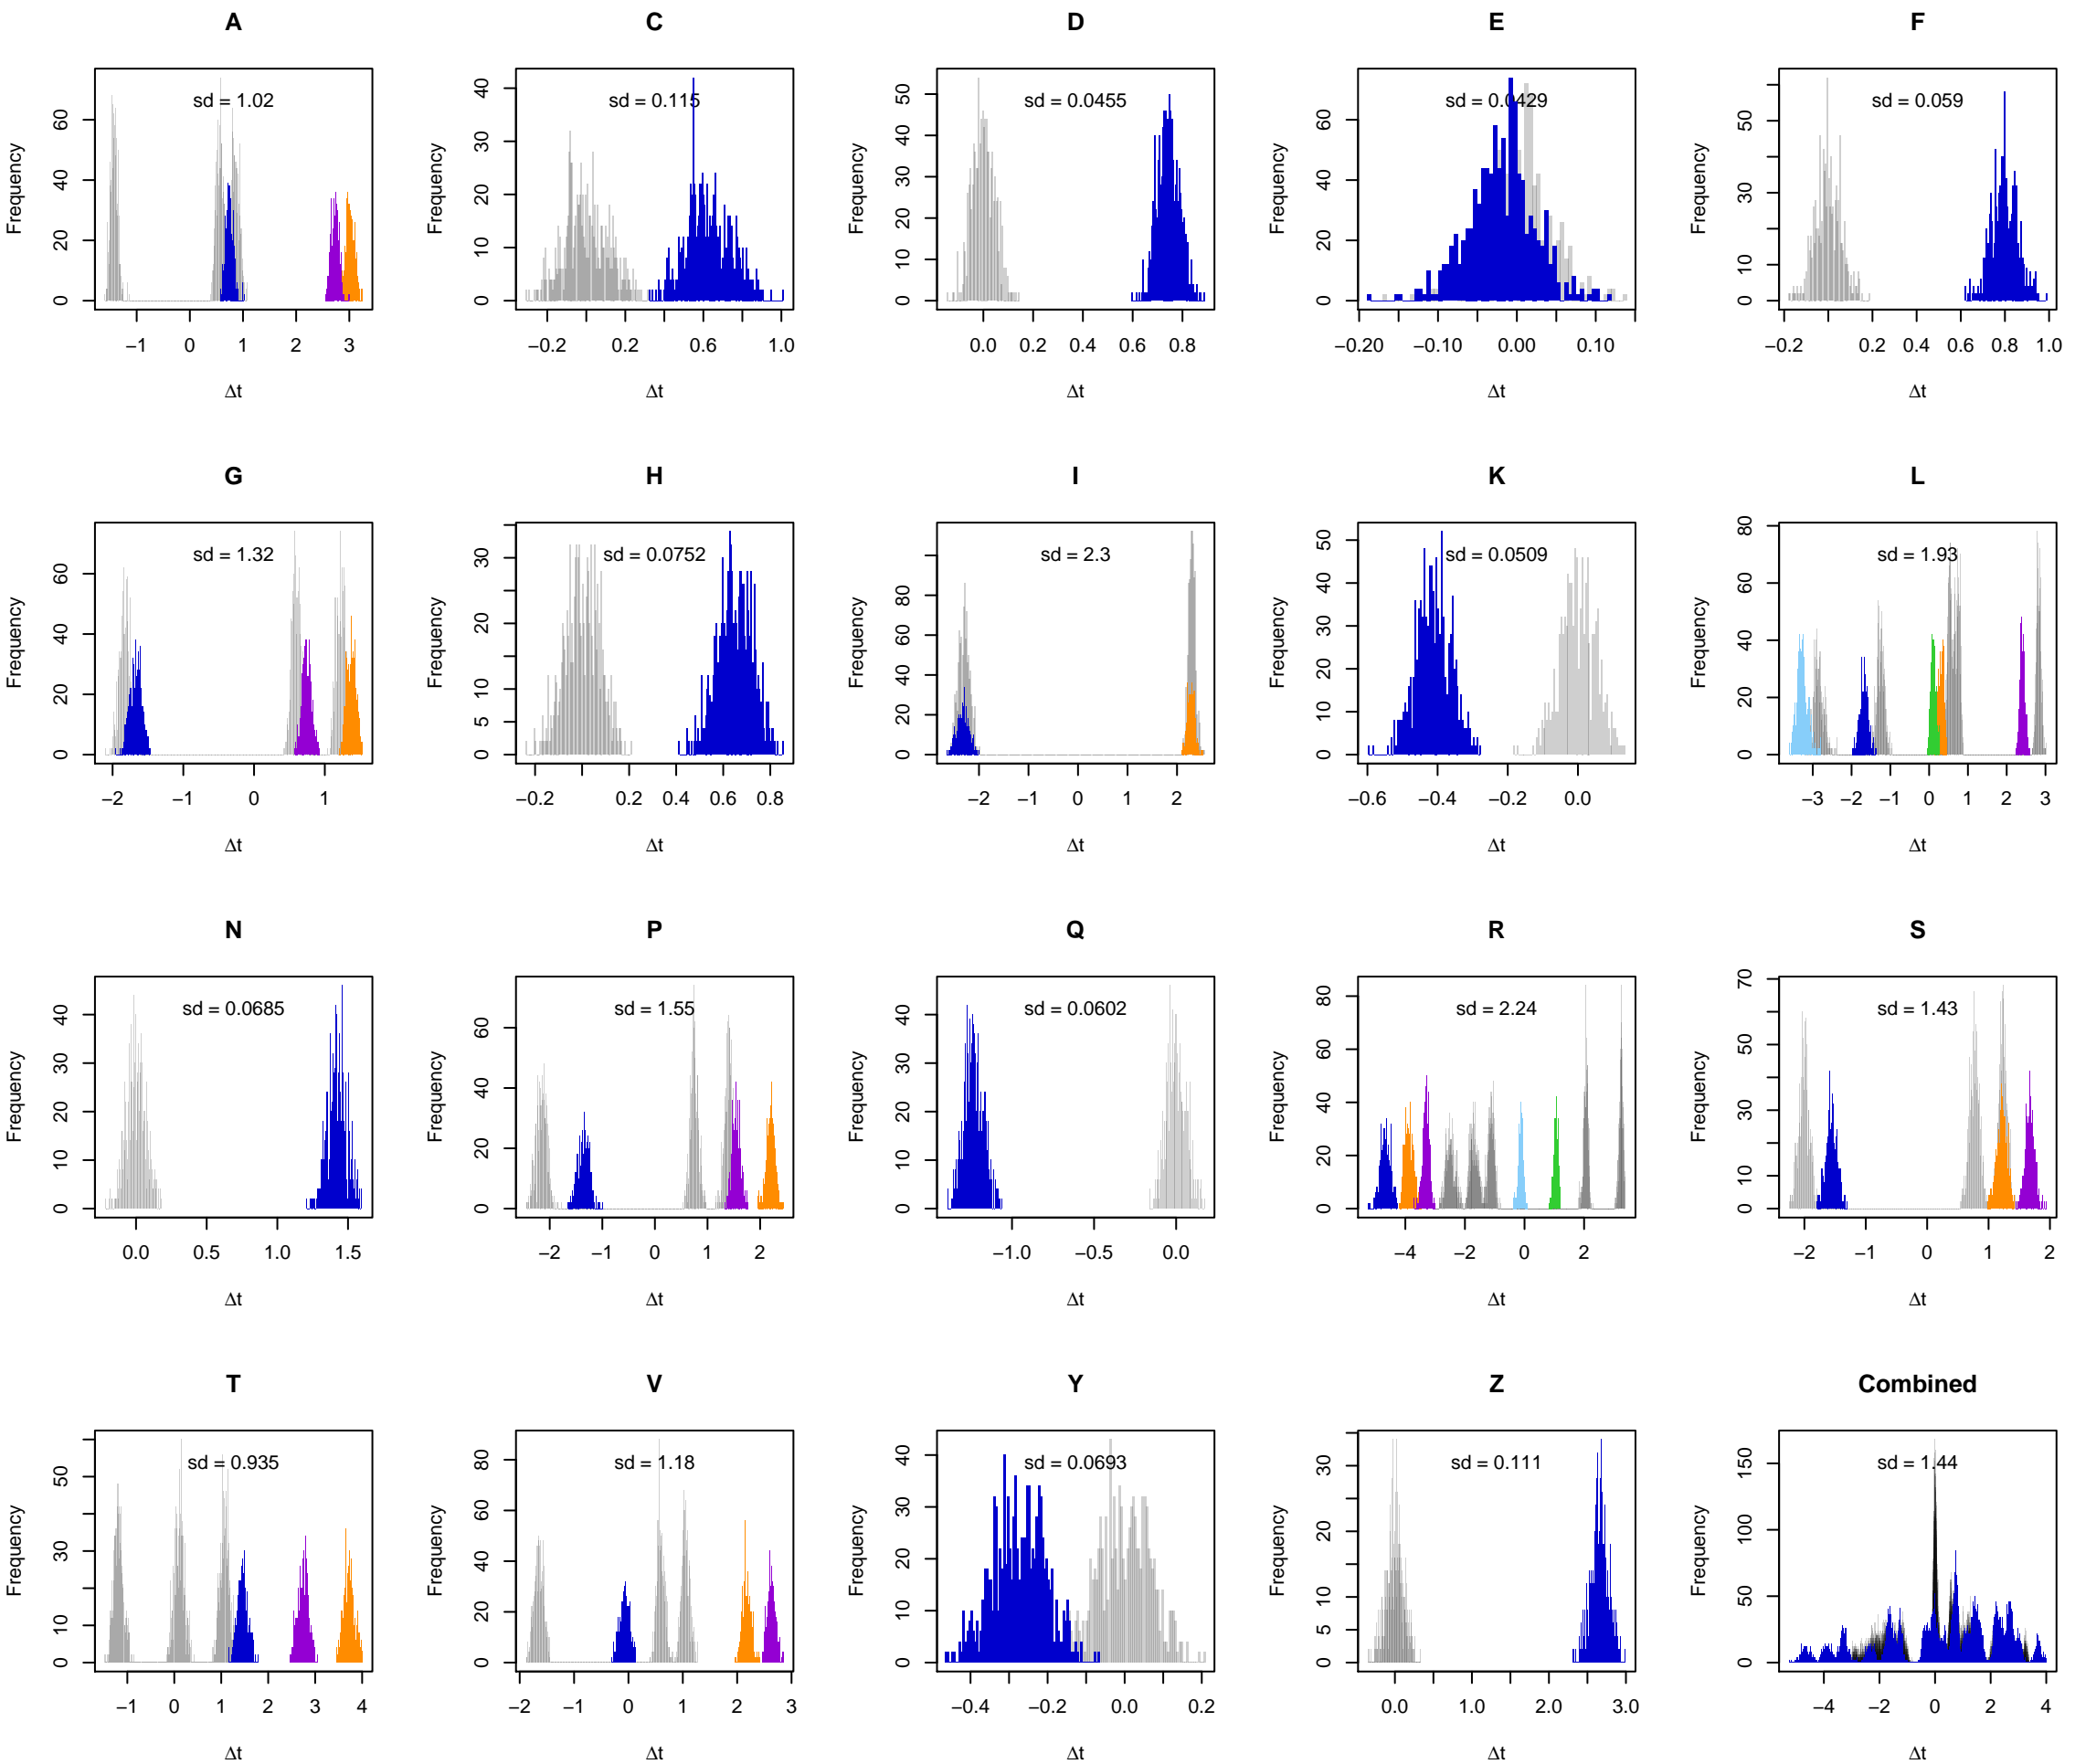 A
sd = 1.02
Frequency
0 20 40 60
−1 0 1 2 3
Δt
C
sd = 0.115
Frequency
0 10 20 30 40
−0.2 0.2 0.6 1.0
Δt
D
sd = 0.0455
Frequency
0 10 20 30 40 50
0.0 0.2 0.4 0.6 0.8
Δt
E
sd = 0.0429
Frequency
0 20 40 60
−0.20 −0.10 0.00 0.10
Δt
F
sd = 0.059
Frequency
0 10 30 50
−0.2 0.2 0.4 0.6 0.8 1.0
Δt
G
sd = 1.32
Frequency
0 20 40 60
−2 −1 0 1
Δt
H
sd = 0.0752
Frequency
0 5 10 20 30
−0.2 0.2 0.4 0.6 0.8
Δt
I
sd = 2.3
Frequency
0 20 40 60 80
−2 −1 0 1 2
Δt
K
sd = 0.0509
Frequency
0 10 20 30 40 50
−0.6 −0.4 −0.2 0.0
Δt
L
sd = 1.93
Frequency
0 20 40 60 80
−3 −2 −1 0 1 2 3
Δt
N
sd = 0.0685
Frequency
0 10 20 30 40
0.0 0.5 1.0 1.5
Δt
P
sd = 1.55
Frequency
0 20 40 60
−2 −1 0 1 2
Δt
Q
sd = 0.0602
Frequency
0 10 20 30 40
−1.0 −0.5 0.0
Δt
R
sd = 2.24
Frequency
0 20 40 60 80
−4 −2 0 2
Δt
S
sd = 1.43
Frequency
0 10 30 50 70
−2 −1 0 1 2
Δt
T
sd = 0.935
Frequency
0 10 30 50
−1 0 1 2 3 4
Δt
V
sd = 1.18
Frequency
0 20 40 60 80
−2 −1 0 1 2 3
Δt
Y
sd = 0.0693
Frequency
0 10 20 30 40
−0.4 −0.2 0.0 0.2
Δt
Z
sd = 0.111
Frequency
0 5 10 20 30
0.0 1.0 2.0 3.0
Δt
Combined
sd = 1.44
Frequency
0 50 100 150
−4 −2 0 2 4
Δt